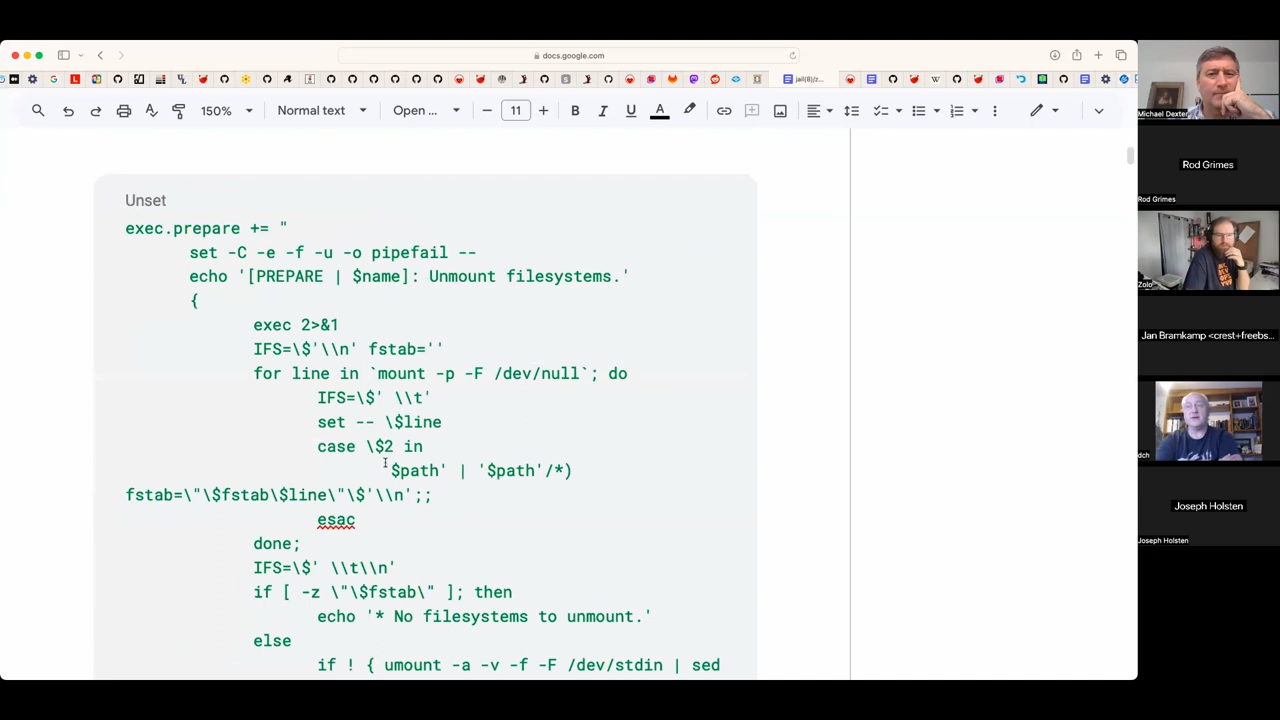 docs.google.com
jail(8)/z...
150%
Normal text
Open ...
11
B
I
U
A
Unset
exec.prepare += "
set -C -e -f -u -o pipefail --
echo '[PREPARE | $name]: Unmount filesystems.'
{
exec 2>&1
IFS=\$'\\n' fstab=''
for line in `mount -p -F /dev/null`; do
IFS=\$' \\t'
set -- \$line
case \$2 in
'$path' | '$path'/*)
fstab=\"\$fstab\$line\"\$'\\n';;
esac
done;
IFS=\$' \\t\\n'
if [ -z \"\$fstab\" ]; then
echo '* No filesystems to unmount.'
else
if ! { umount -a -v -f -F /dev/stdin | sed
Michael Dexter
Rod Grimes
Rod Grimes
Zolo
Jan Bramkamp <crest+freebs...
dch
Joseph Holsten
Joseph Holsten